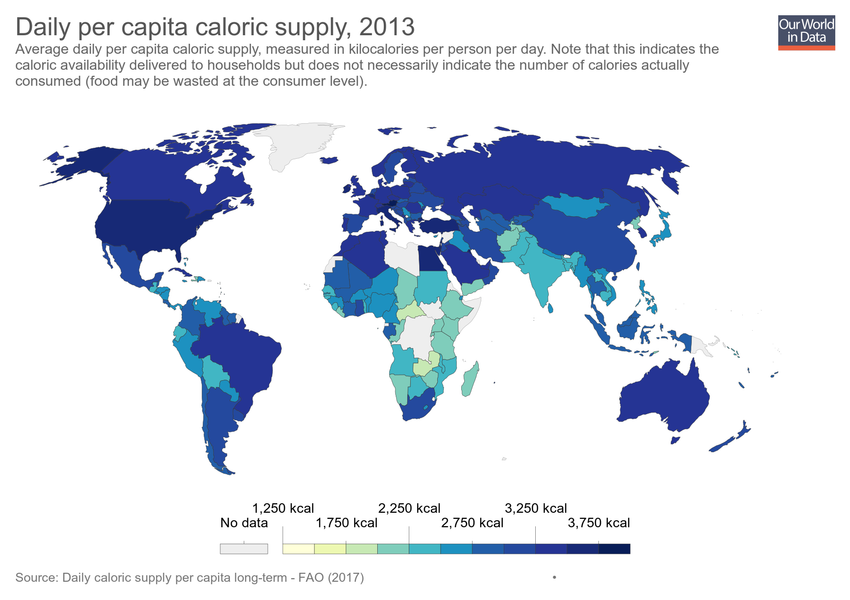 Daily per capita caloric supply, 2013
Our World
in Data
Average daily per capita caloric supply, measured in kilocalories per person per day. Note that this indicates the
caloric availability delivered to households but does not necessarily indicate the number of calories actually
consumed (food may be wasted at the consumer level).
1,250 kcal 2,250 kcal 3,250 kcal
No data 1,750 kcal 2,750 kcal 3,750 kcal
Source: Daily caloric supply per capita long-term - FAO (2017) •